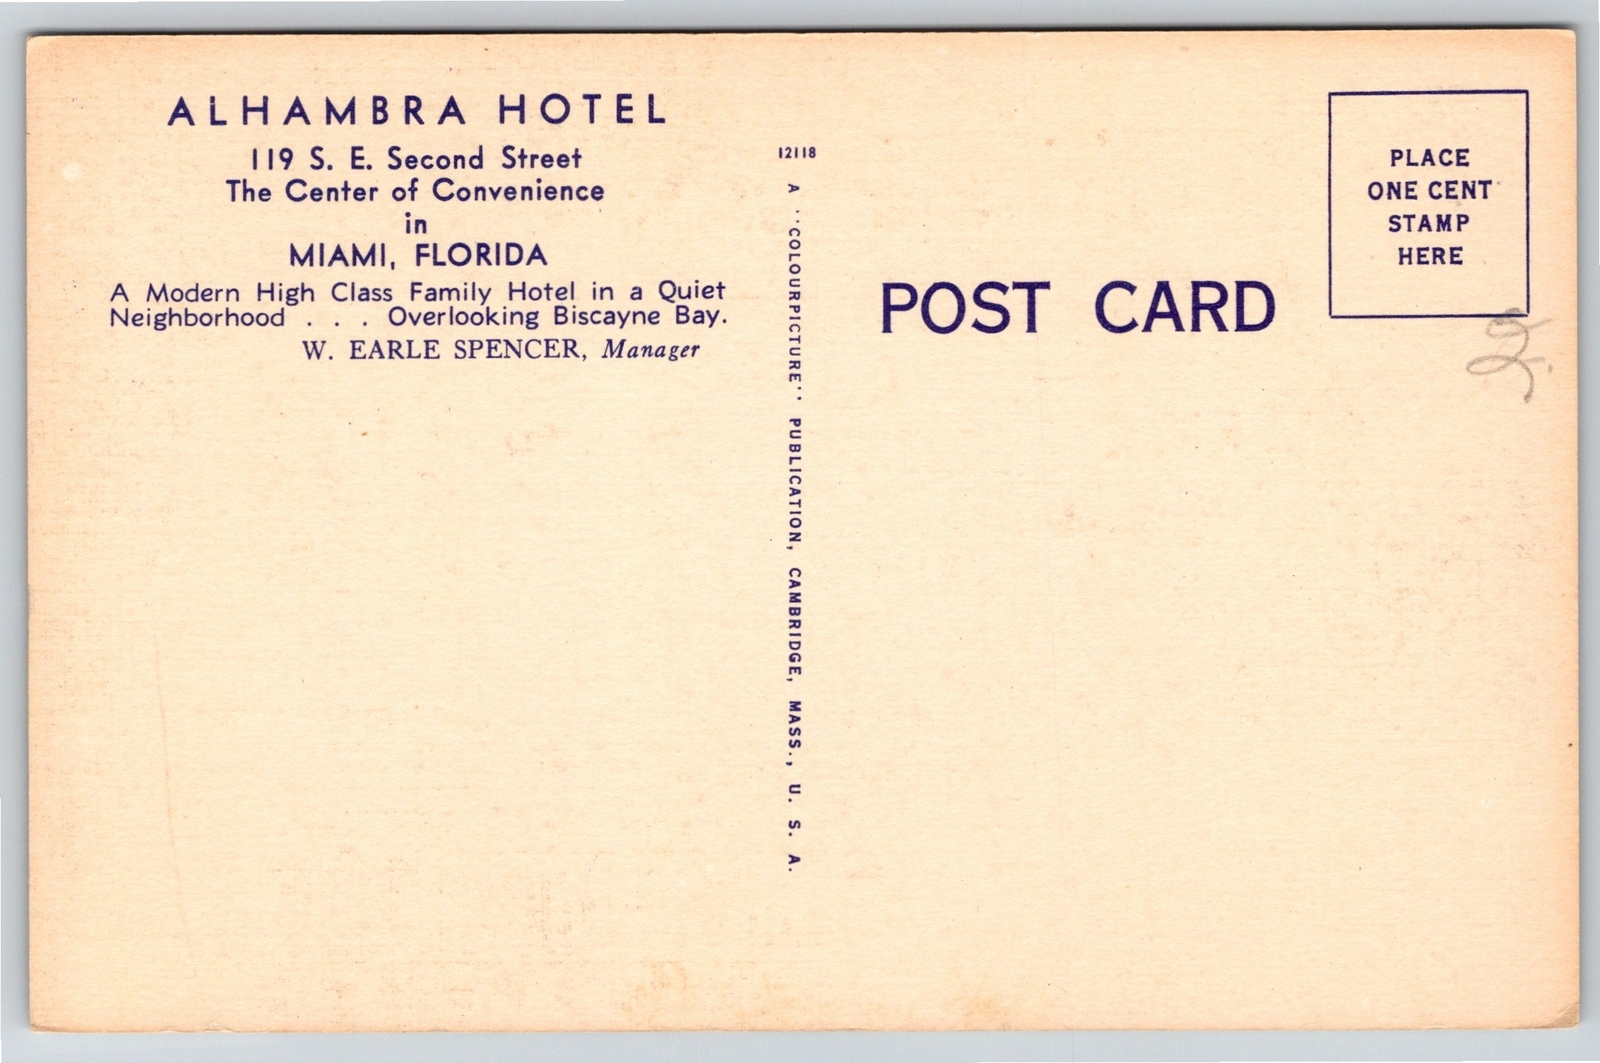 ALHAMBRA HOTEL
119 S. E. Second Street
The Center of Convenience
in
MIAMI, FLORIDA
A Modern High Class Family Hotel in a Quiet
Neighborhood . . . Overlooking Biscayne Bay.
W. EARLE SPENCER, Manager
12118
A "COLOURPICTURE" PUBLICATION, CAMBRIDGE, MASS., U. S. A.
POST CARD
PLACE
ONE CENT
STAMP
HERE